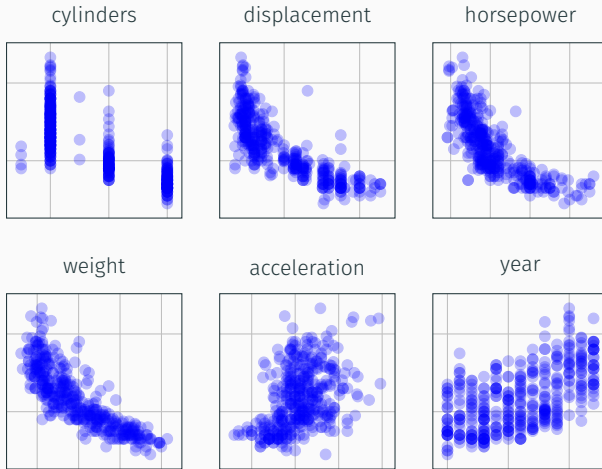 cylinders
displacement
horsepower
weight
acceleration
year